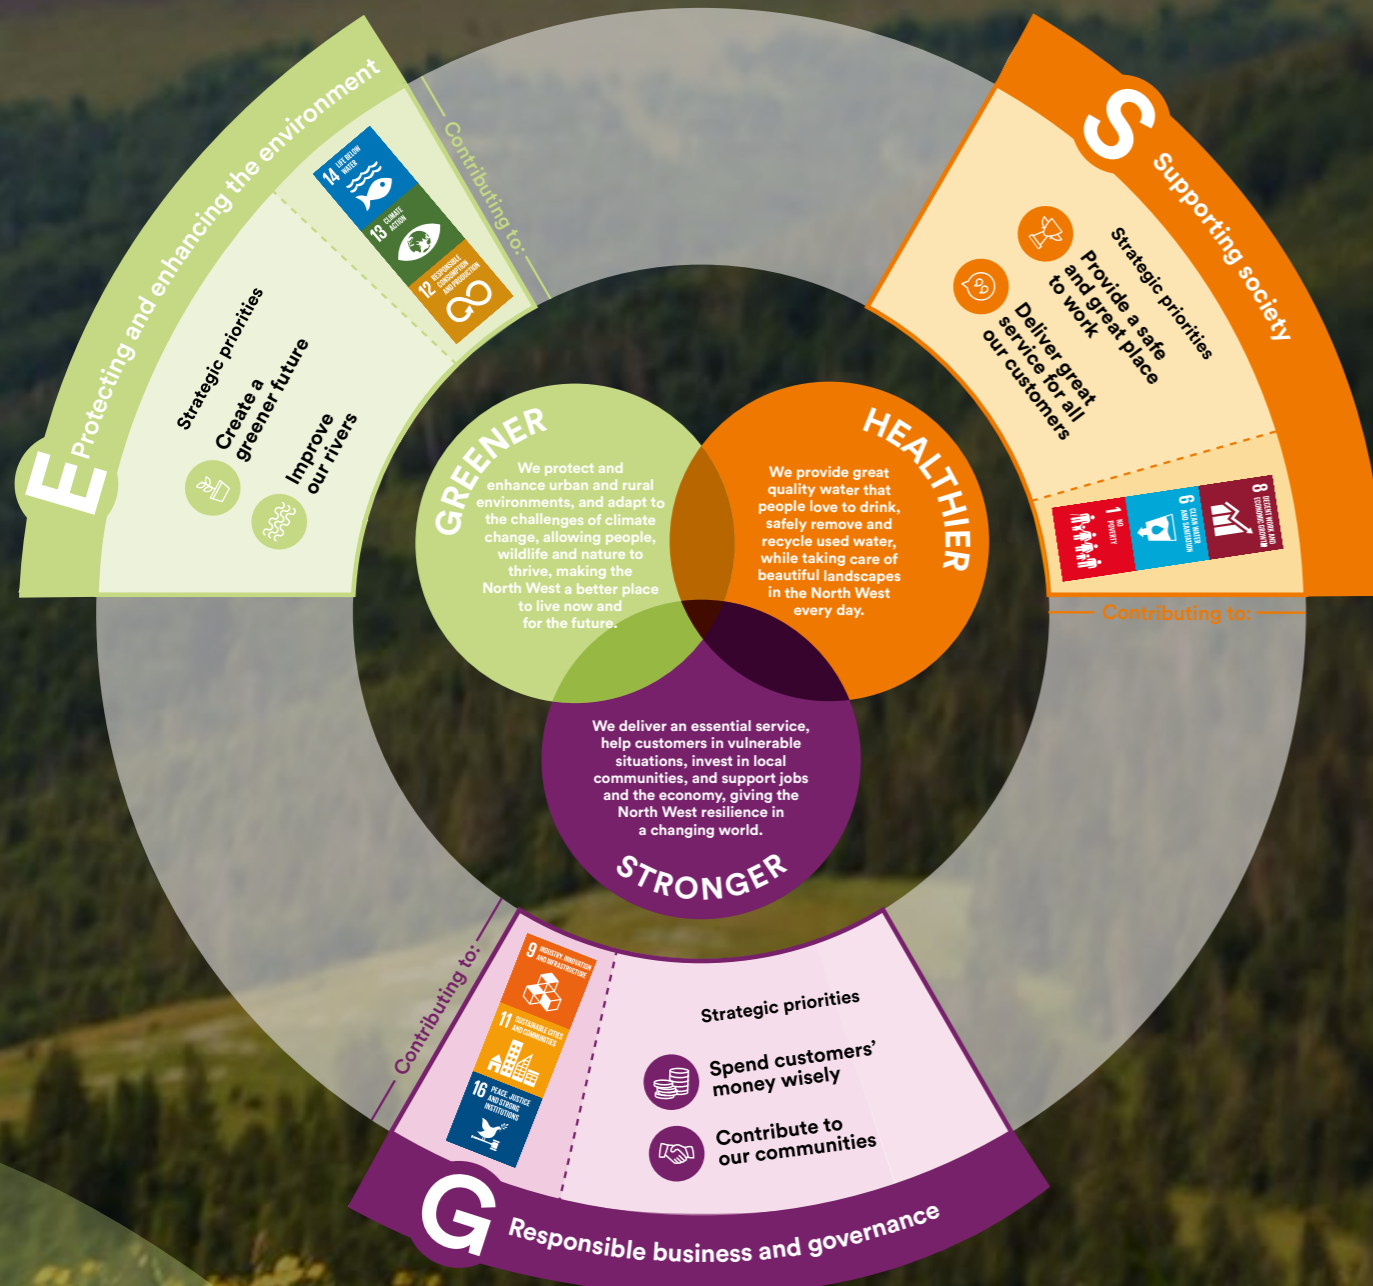 E
Protecting and enhancing the environment
Strategic priorities
Create a
greener future
Improve
our rivers
Contributing to:
14 LIFE BELOW
WATER
13 CLIMATE
ACTION
12 RESPONSIBLE
CONSUMPTION
AND PRODUCTION
S
Supporting society
Strategic priorities
Provide a safe
and great place
to work
Deliver great
service for all
our customers
Contributing to:
1 NO
POVERTY
6 CLEAN WATER
AND SANITATION
8 DECENT WORK AND
ECONOMIC GROWTH
GREENER
We protect and
enhance urban and rural
environments, and adapt to
the challenges of climate
change, allowing people,
wildlife and nature to
thrive, making the
North West a better place
to live now and
for the future.
HEALTHIER
We provide great
quality water that
people love to drink,
safely remove and
recycle used water,
while taking care of
beautiful landscapes
in the North West
every day.
We deliver an essential service,
help customers in vulnerable
situations, invest in local
communities, and support jobs
and the economy, giving the
North West resilience in
a changing world.
STRONGER
Contributing to:
9 INDUSTRY, INNOVATION
AND INFRASTRUCTURE
11 SUSTAINABLE CITIES
AND COMMUNITIES
16 PEACE, JUSTICE
AND STRONG
INSTITUTIONS
Strategic priorities
Spend customers’
money wisely
Contribute to
our communities
G
Responsible business and governance